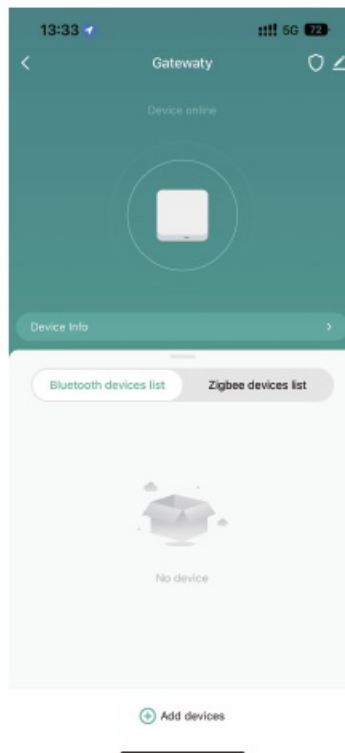 13:33 5G 72
Gatewaty
Device online
Device Info
Bluetooth devices list Zigbee devices list
No device
Add devices